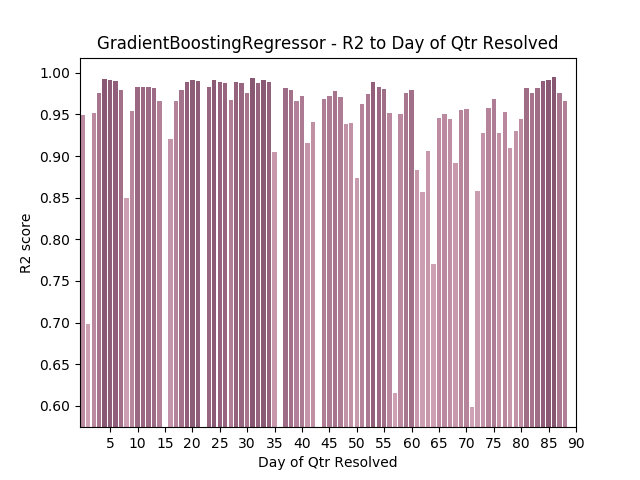 GradientBoostingRegressor - R2 to Day of Qtr Resolved
1.00
0.95
0.90
0.85
0.80
0.75
0.70
0.65
0.60
R2 score
5 10 15 20 25 30 35 40 45 50 55 60 65 70 75 80 85 90
Day of Qtr Resolved